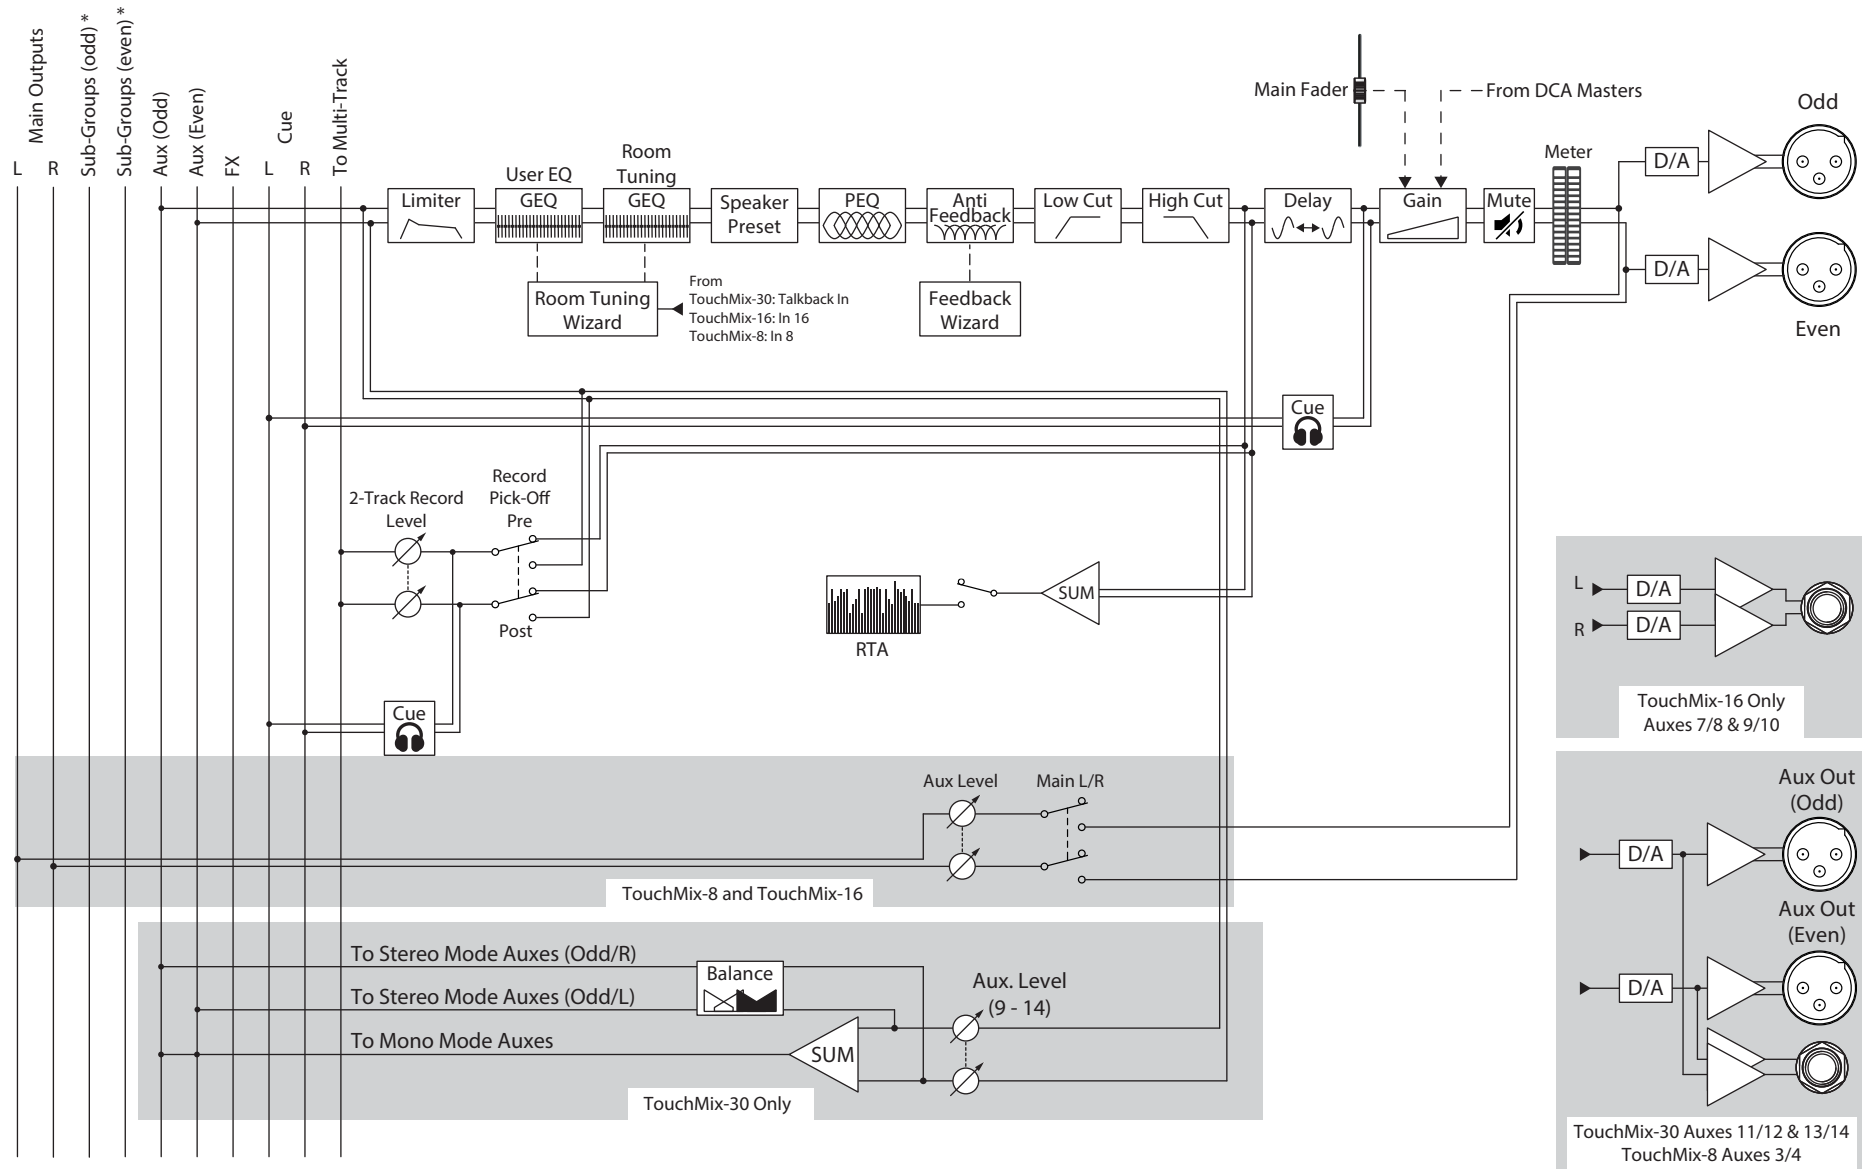 Main Outputs
L
R
Sub-Groups (odd) *
Sub-Groups (even) *
Aux (Odd)
Aux (Even)
FX
Cue
L
R
To Multi-Track
Limiter
User EQ
GEQ
Room
Tuning
GEQ
Speaker
Preset
PEQ
Anti
Feedback
Low Cut
High Cut
Delay
Main Fader
From DCA Masters
Gain
Mute
Meter
D/A
Odd
D/A
Even
Room Tuning
Wizard
From
TouchMix-30: Talkback In
TouchMix-16: In 16
TouchMix-8: In 8
Feedback
Wizard
Cue
2-Track Record
Level
Record
Pick-Off
Pre
Post
RTA
SUM
Cue
L
D/A
R
D/A
TouchMix-16 Only
Auxes 7/8 & 9/10
Aux Level
Main L/R
TouchMix-8 and TouchMix-16
To Stereo Mode Auxes (Odd/R)
To Stereo Mode Auxes (Odd/L)
To Mono Mode Auxes
Balance
SUM
Aux. Level
(9 - 14)
TouchMix-30 Only
Aux Out
(Odd)
D/A
Aux Out
(Even)
D/A
TouchMix-30 Auxes 11/12 & 13/14
TouchMix-8 Auxes 3/4